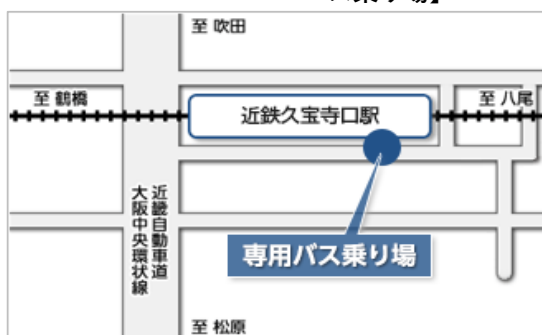 バス乗り場】
至 吹田
至 鶴橋
近鉄久宝寺口駅
至 八尾
近畿自動車道
大阪中央環状線
専用バス乗り場
至 松原